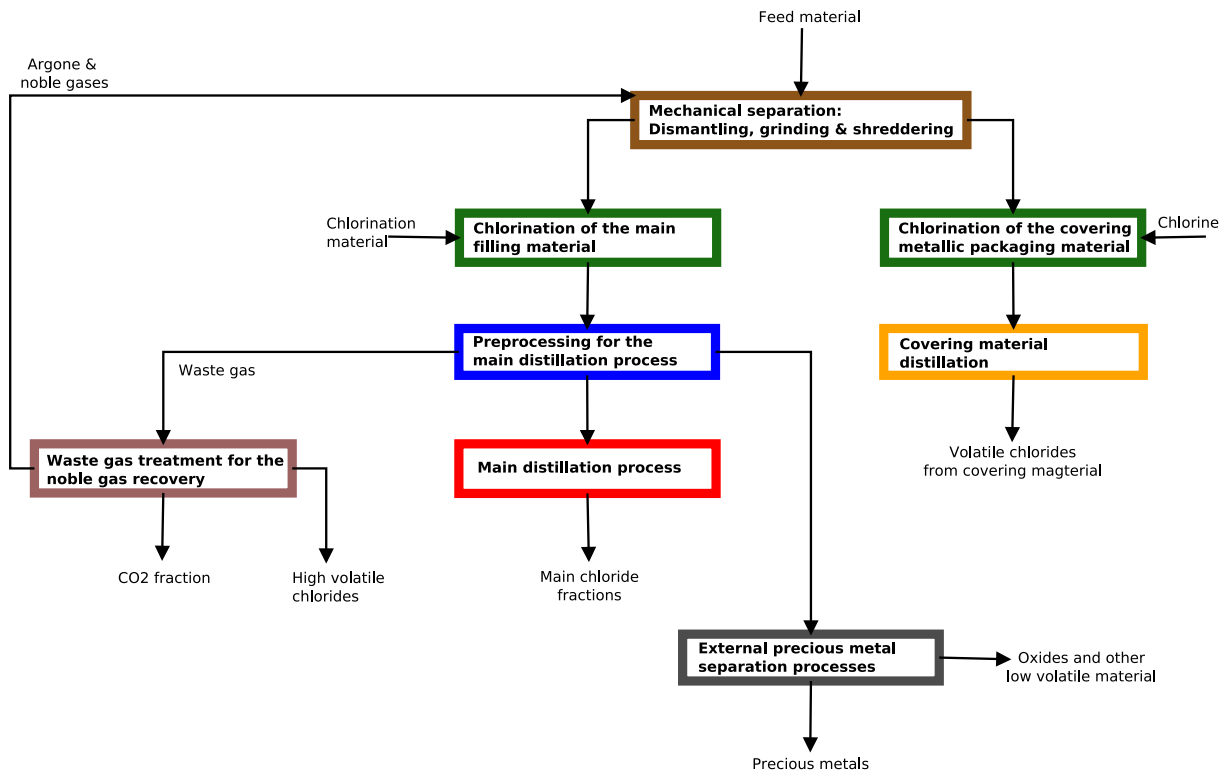 Feed material
Argone &
noble gases
Mechanical separation:
Dismantling, grinding & shreddering
Chlorination
material
Chlorination of the main
filling material
Chlorination of the covering
metallic packaging material
Chlorine
Preprocessing for the
main distillation process
Covering material
distillation
Waste gas
Waste gas treatment for the
noble gas recovery
Main distillation process
Volatile chlorides
from covering magterial
CO2 fraction
High volatile
chlorides
Main chloride
fractions
External precious metal
separation processes
Oxides and other
low volatile material
Precious metals